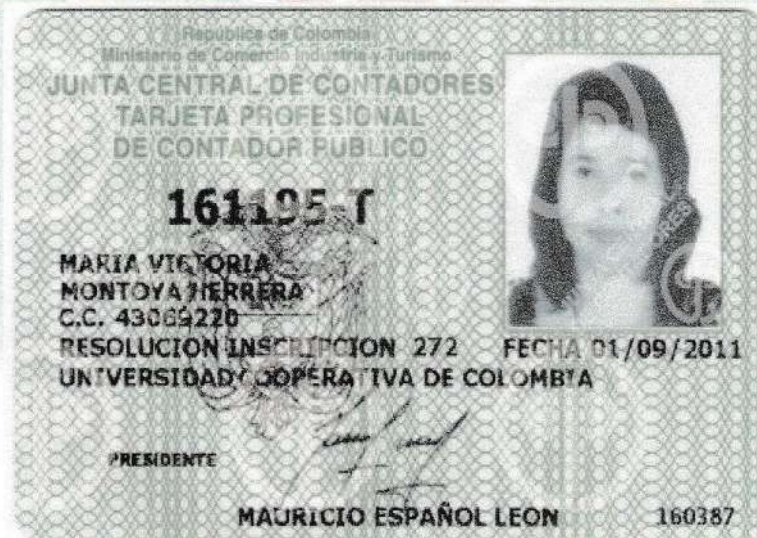 República de Colombia
Ministerio de Comercio Industria y Turismo
JUNTA CENTRAL DE CONTADORES
TARJETA PROFESIONAL
DE CONTADOR PUBLICO
161195-T
MARIA VICTORIA
MONTOYA HERRERA
C.C. 43069220
RESOLUCION INSCRIPCION 272 FECHA 01/09/2011
UNIVERSIDAD COOPERATIVA DE COLOMBIA
PRESIDENTE
MAURICIO ESPAÑOL LEON 160387